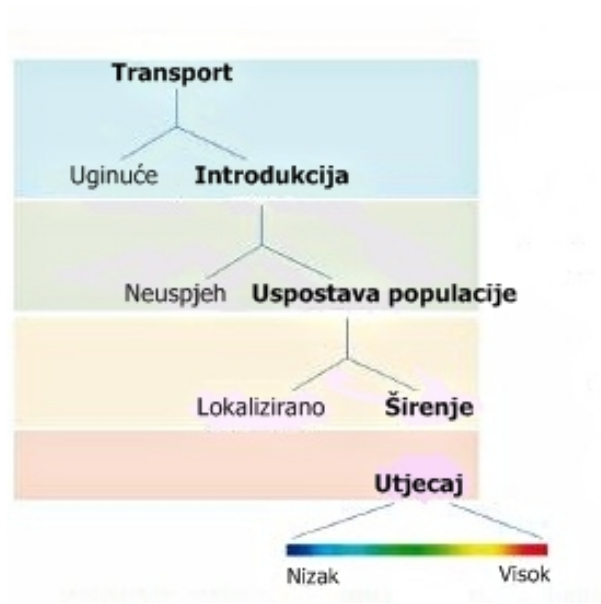 Transport
Uginuće Introdukcija
Neuspjeh Uspostava populacije
Lokalizirano Širenje
Utjecaj
Nizak Visok